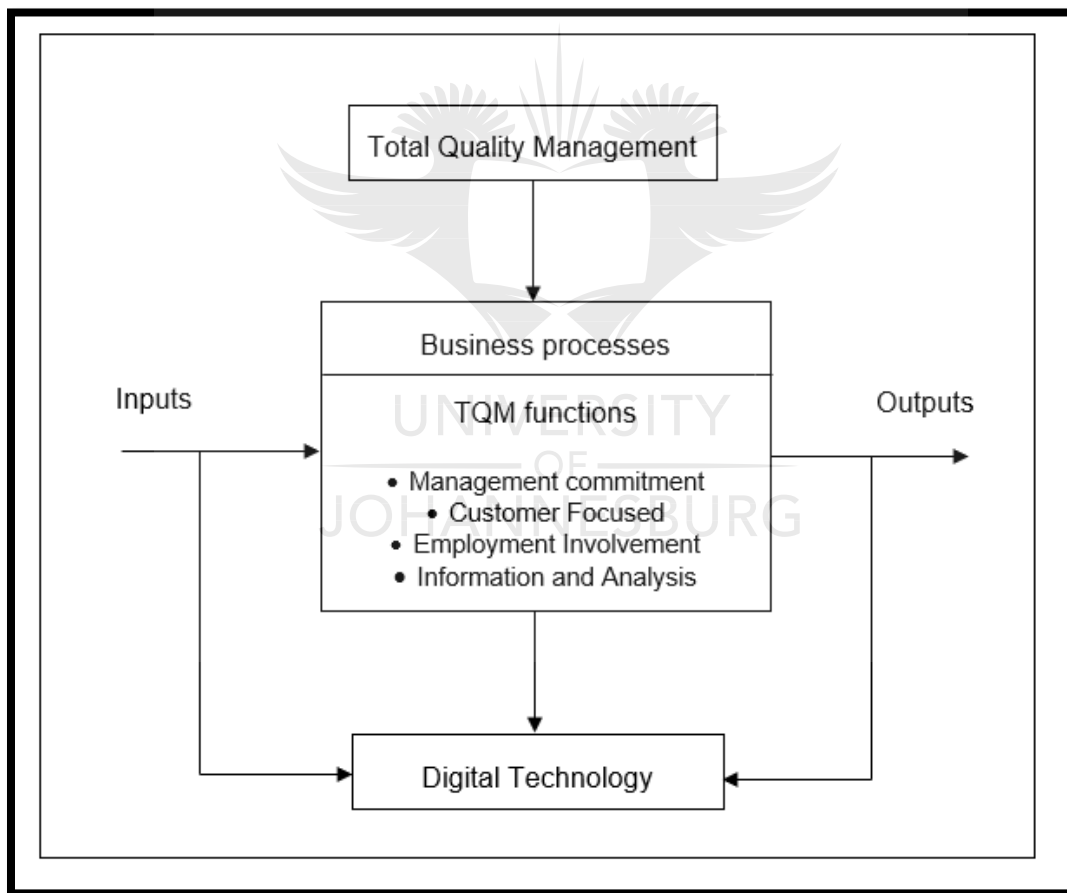 Total Quality Management
Business processes
Inputs
TQM functions
Outputs
• Management commitment
• Customer Focused
• Employment Involvement
• Information and Analysis
Digital Technology
UNIVERSITY
OF
JOHANNESBURG